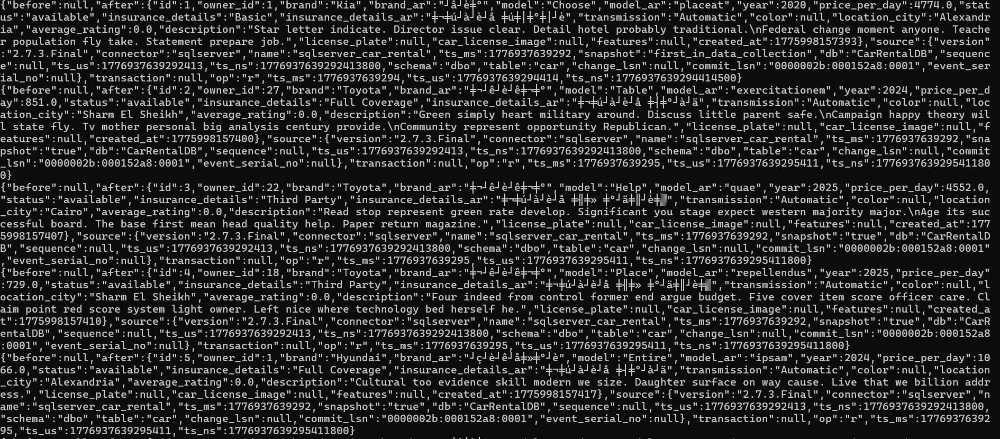 {"before":null,"after":{"id":1,"owner_id":1,"brand":"Kia","brand_ar":"┘â┘è╪º","model":"Choose","model_ar":"placeat","year":2020,"price_per_day":4774.0,"stat
us":"available","insurance_details":"Basic","insurance_details_ar":"╪¬╪ú┘à┘è┘å ╪ú╪│╪º╪│┘è","transmission":"Automatic","color":null,"location_city":"Alexandr
ia","average_rating":0.0,"description":"Star letter indicate. Director issue clear. Detail hotel probably traditional.\nFederal change moment anyone. Teache
r population fly take. Statement prepare job.","license_plate":null,"car_license_image":null,"features":null,"created_at":1775998157393},"source":{"version"
:"2.7.3.Final","connector":"sqlserver","name":"sqlserver_car_rental","ts_ms":1776937639292,"snapshot":"first_in_data_collection","db":"CarRentalDB","sequenc
e":null,"ts_us":1776937639292413,"ts_ns":1776937639292413800,"schema":"dbo","table":"car","change_lsn":null,"commit_lsn":"0000002b:000152a8:0001","event_ser
ial_no":null},"transaction":null,"op":"r","ts_ms":1776937639294,"ts_us":1776937639294414,"ts_ns":1776937639294414500}
{"before":null,"after":{"id":2,"owner_id":27,"brand":"Toyota","brand_ar":"╪¬┘ê┘è┘ê╪¬╪º","model":"Table","model_ar":"exercitationem","year":2024,"price_per_d
ay":851.0,"status":"available","insurance_details":"Full Coverage","insurance_details_ar":"╪¬╪ú┘à┘è┘å ╪┤╪º┘à┘ä","transmission":"Automatic","color":null,"loc
ation_city":"Sharm El Sheikh","average_rating":0.0,"description":"Green simply heart military around. Discuss little parent safe.\nCampaign happy theory wil
l state fly. Tv mother personal big analysis century provide.\nCommunity represent opportunity Republican.","license_plate":null,"car_license_image":null,"f
eatures":null,"created_at":1775998157400},"source":{"version":"2.7.3.Final","connector":"sqlserver","name":"sqlserver_car_rental","ts_ms":1776937639292,"sna
pshot":"true","db":"CarRentalDB","sequence":null,"ts_us":1776937639292413,"ts_ns":1776937639292413800,"schema":"dbo","table":"car","change_lsn":null,"commit
_lsn":"0000002b:000152a8:0001","event_serial_no":null},"transaction":null,"op":"r","ts_ms":1776937639295,"ts_us":1776937639295411,"ts_ns":177693763929541180
0}
{"before":null,"after":{"id":3,"owner_id":22,"brand":"Toyota","brand_ar":"╪¬┘ê┘è┘ê╪¬╪º","model":"Help","model_ar":"quae","year":2025,"price_per_day":4552.0,
"status":"available","insurance_details":"Third Party","insurance_details_ar":"╪¬╪ú┘à┘è┘å ╪╢╪» ╪º┘ä╪║┘è╪▒","transmission":"Automatic","color":null,"location
_city":"Cairo","average_rating":0.0,"description":"Read stop represent green rate develop. Significant you stage expect western majority major.\nAge its suc
cessful board. The base first mean head quality help. Paper return magazine.","license_plate":null,"car_license_image":null,"features":null,"created_at":177
5998157407},"source":{"version":"2.7.3.Final","connector":"sqlserver","name":"sqlserver_car_rental","ts_ms":1776937639292,"snapshot":"true","db":"CarRentalD
B","sequence":null,"ts_us":1776937639292413,"ts_ns":1776937639292413800,"schema":"dbo","table":"car","change_lsn":null,"commit_lsn":"0000002b:000152a8:0001"
,"event_serial_no":null},"transaction":null,"op":"r","ts_ms":1776937639295,"ts_us":1776937639295411,"ts_ns":1776937639295411800}
{"before":null,"after":{"id":4,"owner_id":18,"brand":"Toyota","brand_ar":"╪¬┘ê┘è┘ê╪¬╪º","model":"Place","model_ar":"repellendus","year":2025,"price_per_day"
:729.0,"status":"available","insurance_details":"Third Party","insurance_details_ar":"╪¬╪ú┘à┘è┘å ╪╢╪» ╪º┘ä╪║┘è╪▒","transmission":"Automatic","color":null,"l
ocation_city":"Sharm El Sheikh","average_rating":0.0,"description":"Four indeed from control former end argue budget. Five cover item score officer care. Cl
aim point red score system light owner. Left nice where technology bed herself he.","license_plate":null,"car_license_image":null,"features":null,"created_a
t":1775998157410},"source":{"version":"2.7.3.Final","connector":"sqlserver","name":"sqlserver_car_rental","ts_ms":1776937639292,"snapshot":"true","db":"CarR
entalDB","sequence":null,"ts_us":1776937639292413,"ts_ns":1776937639292413800,"schema":"dbo","table":"car","change_lsn":null,"commit_lsn":"0000002b:000152a8
:0001","event_serial_no":null},"transaction":null,"op":"r","ts_ms":1776937639295,"ts_us":1776937639295411,"ts_ns":1776937639295411800}
{"before":null,"after":{"id":5,"owner_id":1,"brand":"Hyundai","brand_ar":"┘ç┘è┘ê┘å╪»╪º┘è","model":"Entire","model_ar":"ipsam","year":2024,"price_per_day":10
66.0,"status":"available","insurance_details":"Full Coverage","insurance_details_ar":"╪¬╪ú┘à┘è┘å ╪┤╪º┘à┘ä","transmission":"Automatic","color":null,"location
_city":"Alexandria","average_rating":0.0,"description":"Cultural too evidence skill modern we size. Daughter surface on way cause. Live that we billion addr
ess.","license_plate":null,"car_license_image":null,"features":null,"created_at":1775998157417},"source":{"version":"2.7.3.Final","connector":"sqlserver","n
ame":"sqlserver_car_rental","ts_ms":1776937639292,"snapshot":"true","db":"CarRentalDB","sequence":null,"ts_us":1776937639292413,"ts_ns":1776937639292413800,
"schema":"dbo","table":"car","change_lsn":null,"commit_lsn":"0000002b:000152a8:0001","event_serial_no":null},"transaction":null,"op":"r","ts_ms":17769376392
95,"ts_us":1776937639295411,"ts_ns":1776937639295411800}